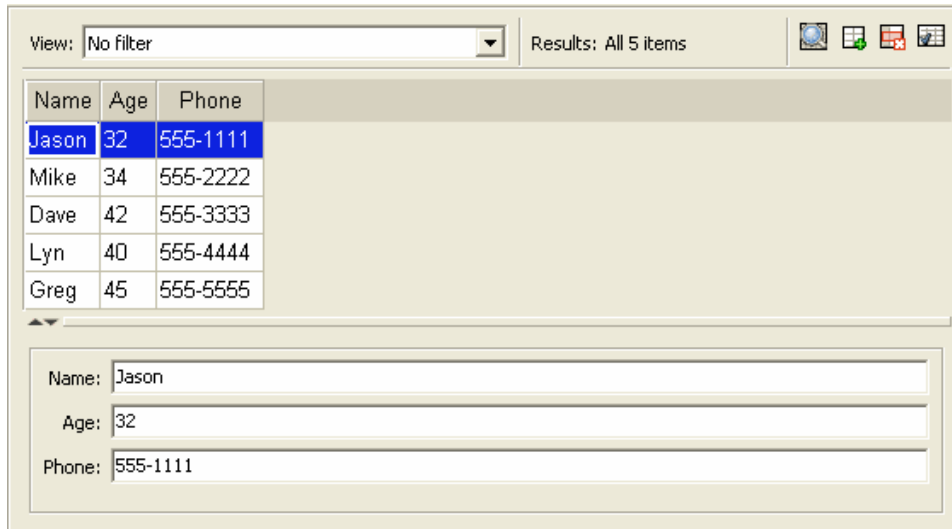 View: No filter Results: All 5 items
Name Age Phone
Jason 32 555-1111
Mike 34 555-2222
Dave 42 555-3333
Lyn 40 555-4444
Greg 45 555-5555
Name: Jason
Age: 32
Phone: 555-1111